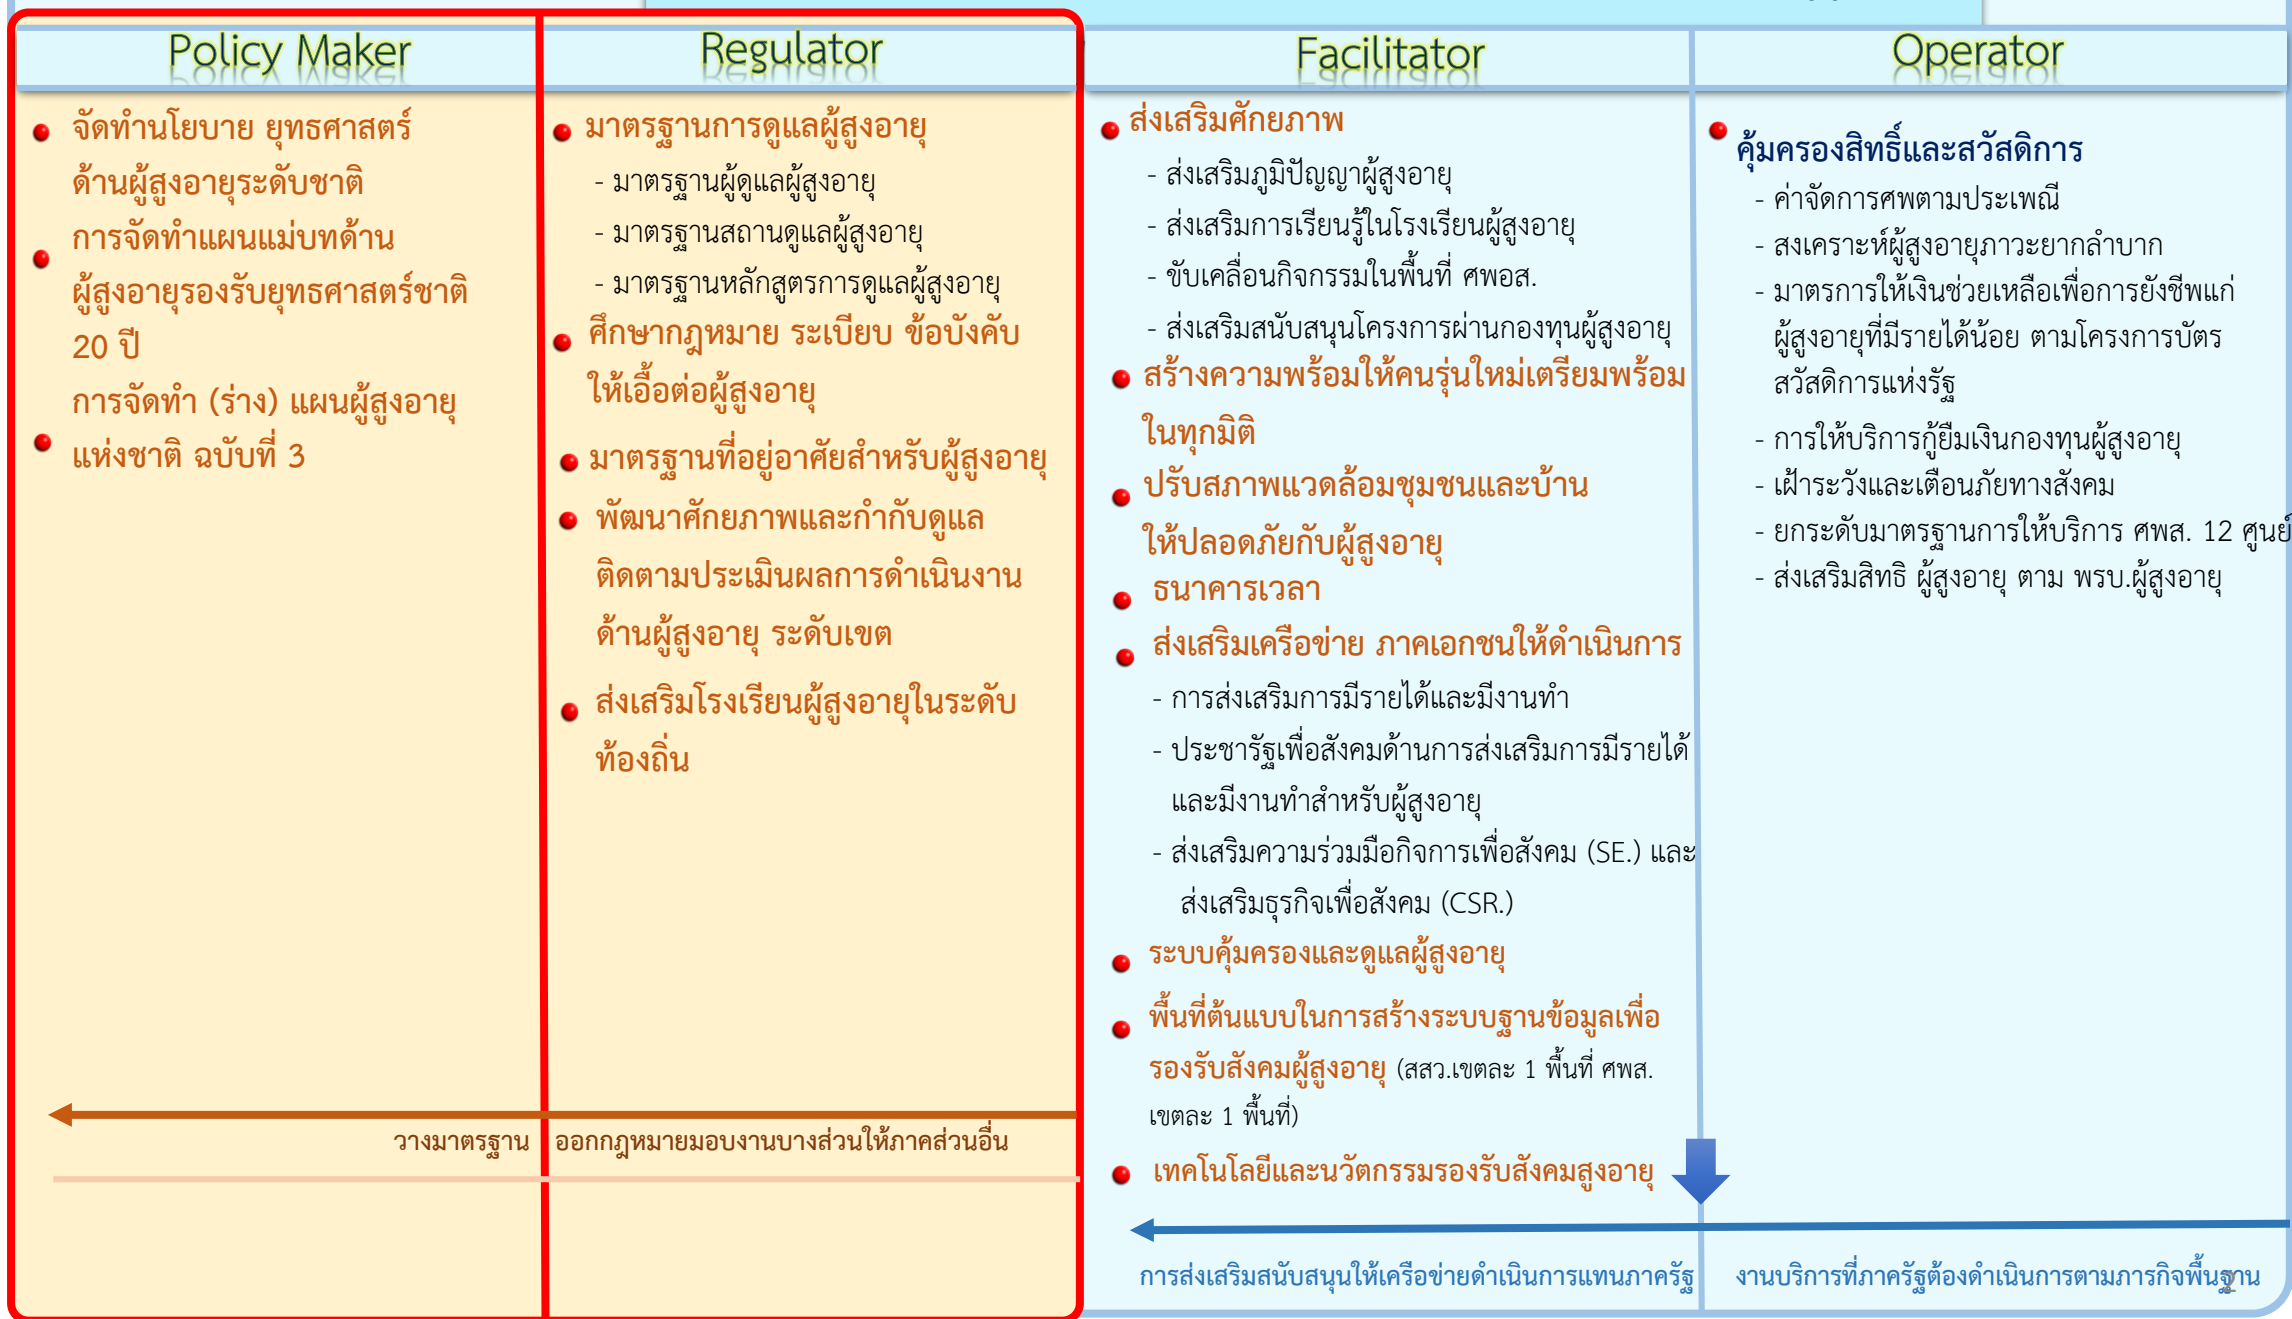 Policy Maker
จัดทำนโยบาย ยุทธศาสตร์
ด้านผู้สูงอายุระดับชาติ
การจัดทำแผนแม่บทด้าน
ผู้สูงอายุรองรับยุทธศาสตร์ชาติ
20 ปี
การจัดทำ (ร่าง) แผนผู้สูงอายุ
แห่งชาติ ฉบับที่ 3
Regulator
มาตรฐานการดูแลผู้สูงอายุ
- มาตรฐานผู้ดูแลผู้สูงอายุ
- มาตรฐานสถานดูแลผู้สูงอายุ
- มาตรฐานหลักสูตรการดูแลผู้สูงอายุ
ศึกษากฎหมาย ระเบียบ ข้อบังคับ
ให้เอื้อต่อผู้สูงอายุ
มาตรฐานที่อยู่อาศัยสำหรับผู้สูงอายุ
พัฒนาศักยภาพและกำกับดูแล
ติดตามประเมินผลการดำเนินงาน
ด้านผู้สูงอายุ ระดับเขต
ส่งเสริมโรงเรียนผู้สูงอายุในระดับ
ท้องถิ่น
วางมาตรฐาน
ออกกฎหมายมอบงานบางส่วนให้ภาคส่วนอื่น
Facilitator
ส่งเสริมศักยภาพ
- ส่งเสริมภูมิปัญญาผู้สูงอายุ
- ส่งเสริมการเรียนรู้ในโรงเรียนผู้สูงอายุ
- ขับเคลื่อนกิจกรรมในพื้นที่ ศพอส.
- ส่งเสริมสนับสนุนโครงการผ่านกองทุนผู้สูงอายุ
สร้างความพร้อมให้คนรุ่นใหม่เตรียมพร้อม
ในทุกมิติ
ปรับสภาพแวดล้อมชุมชนและบ้าน
ให้ปลอดภัยกับผู้สูงอายุ
ธนาคารเวลา
ส่งเสริมเครือข่าย ภาคเอกชนให้ดำเนินการ
- การส่งเสริมการมีรายได้และมีงานทำ
- ประชารัฐเพื่อสังคมด้านการส่งเสริมการมีรายได้
และมีงานทำสำหรับผู้สูงอายุ
- ส่งเสริมความร่วมมือกิจการเพื่อสังคม (SE.) และ
ส่งเสริมธุรกิจเพื่อสังคม (CSR.)
ระบบคุ้มครองและดูแลผู้สูงอายุ
พื้นที่ต้นแบบในการสร้างระบบฐานข้อมูลเพื่อ
รองรับสังคมผู้สูงอายุ (สสว.เขตละ 1 พื้นที่ ศพส.
เขตละ 1 พื้นที่)
เทคโนโลยีและนวัตกรรมรองรับสังคมสูงอายุ
การส่งเสริมสนับสนุนให้เครือข่ายดำเนินการแทนภาครัฐ
Operator
คุ้มครองสิทธิ์และสวัสดิการ
- ค่าจัดการศพตามประเพณี
- สงเคราะห์ผู้สูงอายุภาวะยากลำบาก
- มาตรการให้เงินช่วยเหลือเพื่อการยังชีพแก่
ผู้สูงอายุที่มีรายได้น้อย ตามโครงการบัตร
สวัสดิการแห่งรัฐ
- การให้บริการกู้ยืมเงินกองทุนผู้สูงอายุ
- เฝ้าระวังและเตือนภัยทางสังคม
- ยกระดับมาตรฐานการให้บริการ ศพส. 12 ศูนย์
- ส่งเสริมสิทธิ ผู้สูงอายุ ตาม พรบ.ผู้สูงอายุ
งานบริการที่ภาครัฐต้องดำเนินการตามภารกิจพื้นฐาน
2